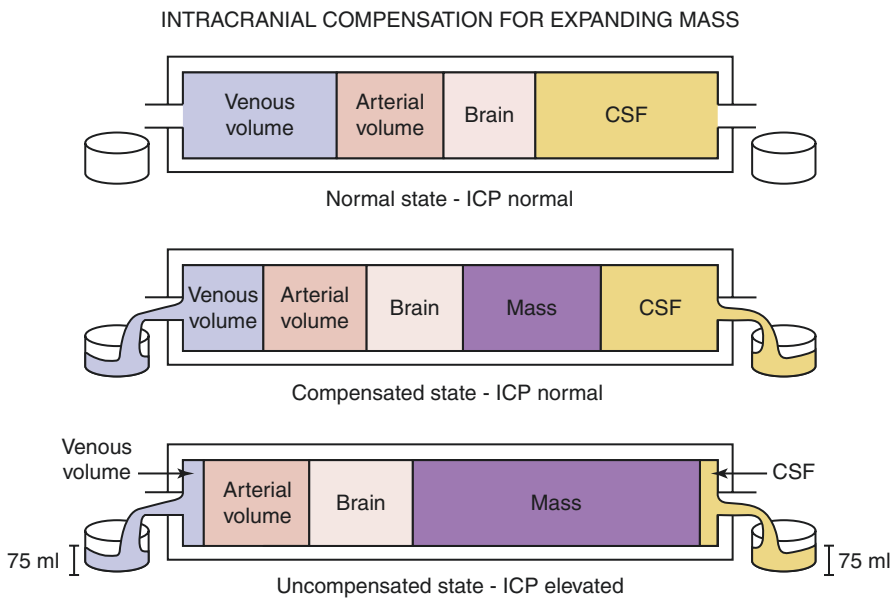 INTRACRANIAL COMPENSATION FOR EXPANDING MASS
Venous
volume
Arterial
volume
Brain
CSF
Normal state - ICP normal
Venous
volume
Arterial
volume
Brain
Mass
CSF
Compensated state - ICP normal
Venous
volume
Arterial
volume
Brain
Mass
CSF
75 ml
75 ml
Uncompensated state - ICP elevated